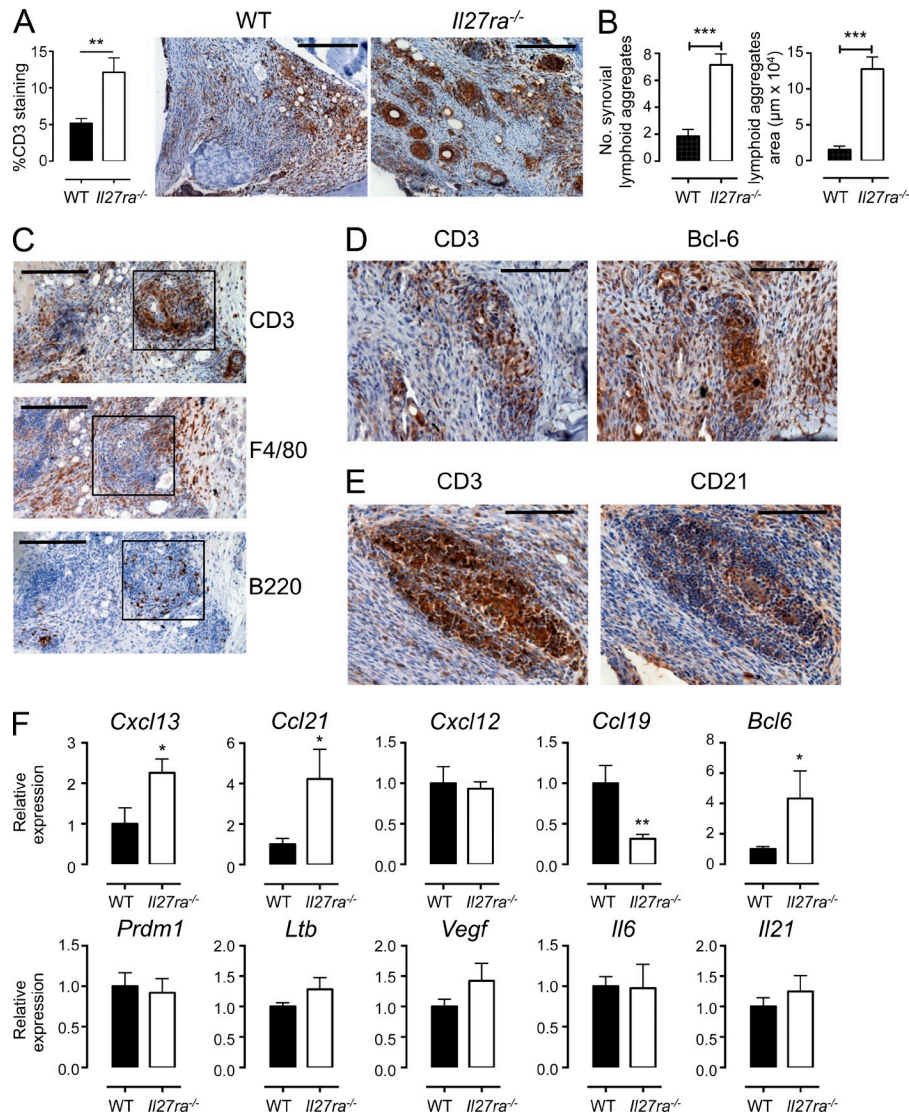 A
WT
Il27ra-/-
%CD3 staining
15
10
5
0
**
WT Il27ra-/-
B
No. synovial
lymphoid aggregates
8
6
4
2
0
***
WT Il27ra-/-
lymphoid aggregates
area (µm x 10⁴)
15
10
5
0
***
WT Il27ra-/-
C
CD3
F4/80
B220
D
CD3
Bcl-6
E
CD3
CD21
F
Relative
expression
Cxcl13
3
2
1
0
*
WT Il27ra-/-
Ccl21
6
4
2
0
*
WT Il27ra-/-
Cxcl12
1.5
1.0
0.5
0.0
WT Il27ra-/-
Ccl19
1.5
1.0
0.5
0.0
**
WT Il27ra-/-
Bcl6
8
6
4
2
0
*
WT Il27ra-/-
Relative
expression
Prdm1
1.5
1.0
0.5
0.0
WT Il27ra-/-
Ltb
2.0
1.5
1.0
0.5
0.0
WT Il27ra-/-
Vegf
2.0
1.5
1.0
0.5
0.0
WT Il27ra-/-
Il6
1.5
1.0
0.5
0.0
WT Il27ra-/-
Il21
2.0
1.5
1.0
0.5
0.0
WT Il27ra-/-